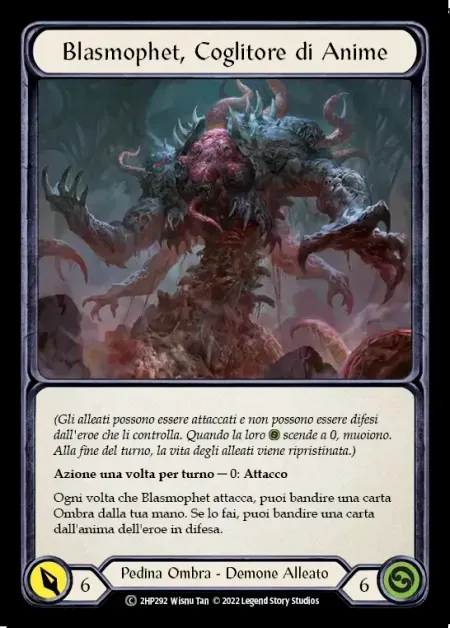 Blasmophet, Coglitore di Anime
(Gli alleati possono essere attaccati e non possono essere difesi
dall'eroe che li controlla. Quando la loro scende a 0, muoiono.
Alla fine del turno, la vita degli alleati viene ripristinata.)
Azione una volta per turno — 0: Attacco
Ogni volta che Blasmophet attacca, puoi bandire una carta
Ombra dalla tua mano. Se lo fai, puoi bandire una carta
dall'anima dell'eroe in difesa.
6
Pedina Ombra - Demone Alleato
6
© 2HP292 Wisnu Tan © 2022 Legend Story Studios